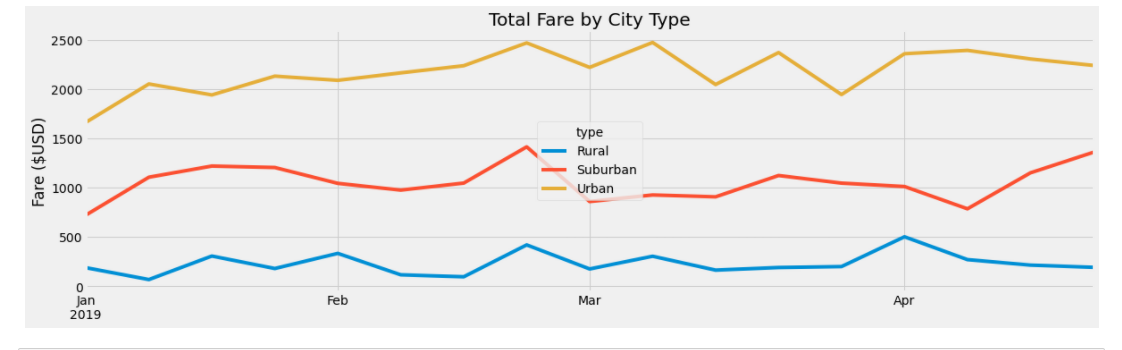 Total Fare by City Type
Fare ($USD)
2500
2000
1500
1000
500
0
type
Rural
Suburban
Urban
Jan
2019
Feb
Mar
Apr